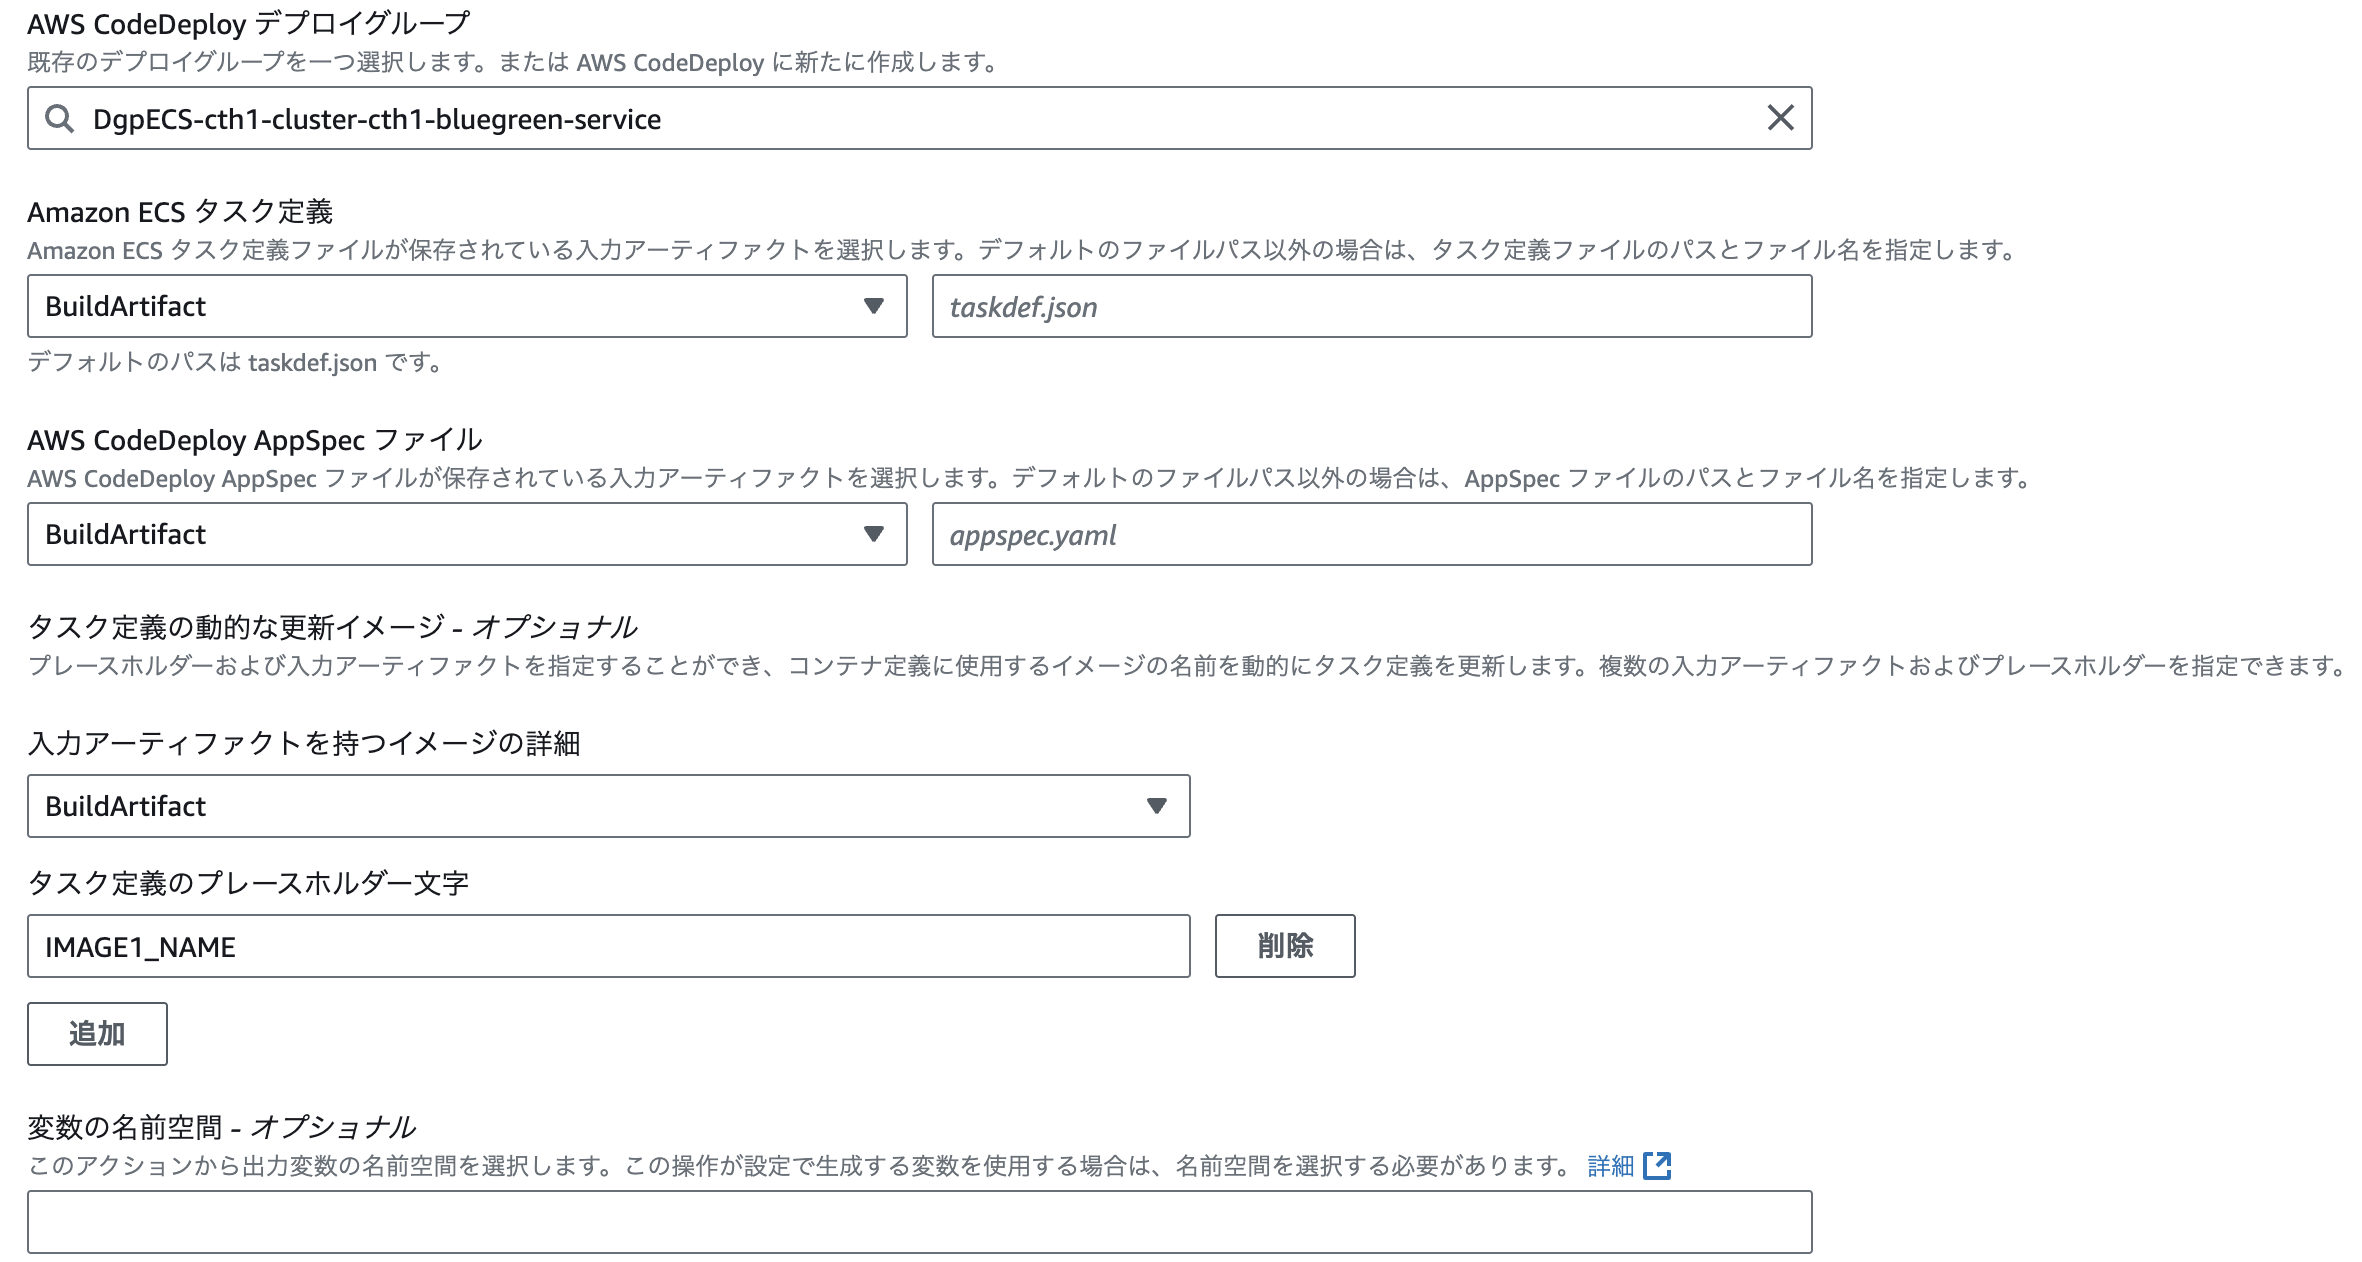 AWS CodeDeploy デプロイグループ
既存のデプロイグループを一つ選択します。または AWS CodeDeploy に新たに作成します。
DgpECS-cth1-cluster-cth1-bluegreen-service
Amazon ECS タスク定義
Amazon ECS タスク定義ファイルが保存されている入力アーティファクトを選択します。デフォルトのファイルパス以外の場合は、タスク定義ファイルのパスとファイル名を指定します。
BuildArtifact
taskdef.json
デフォルトのパスは taskdef.json です。
AWS CodeDeploy AppSpec ファイル
AWS CodeDeploy AppSpec ファイルが保存されている入力アーティファクトを選択します。デフォルトのファイルパス以外の場合は、AppSpec ファイルのパスとファイル名を指定します。
BuildArtifact
appspec.yaml
タスク定義の動的な更新イメージ - オプショナル
プレースホルダーおよび入力アーティファクトを指定することができ、コンテナ定義に使用するイメージの名前を動的にタスク定義を更新します。複数の入力アーティファクトおよびプレースホルダーを指定できます。
入力アーティファクトを持つイメージの詳細
BuildArtifact
タスク定義のプレースホルダー文字
IMAGE1_NAME
削除
追加
変数の名前空間 - オプショナル
このアクションから出力変数の名前空間を選択します。この操作が設定で生成する変数を使用する場合は、名前空間を選択する必要があります。 詳細